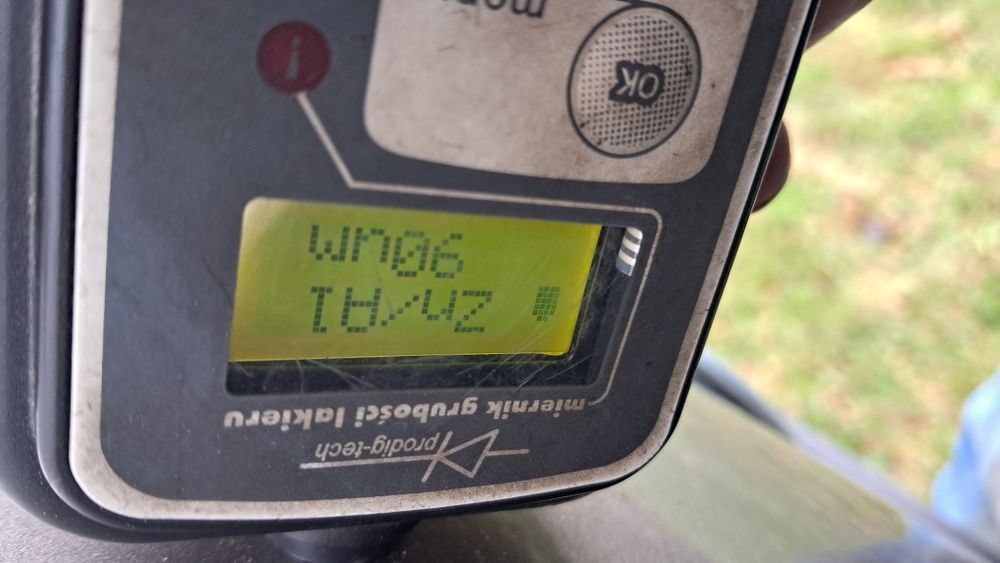 prodig-tech
miernik grubości lakieru
Zn/Al
90um
OK